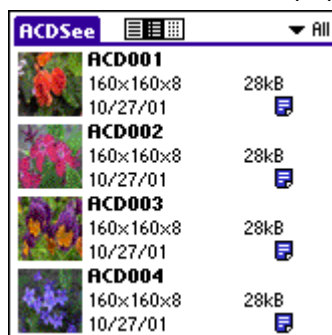 ACDSee All
ACD001
160x160x8 28kB
10/27/01
ACD002
160x160x8 28kB
10/27/01
ACD003
160x160x8 28kB
10/27/01
ACD004
160x160x8 28kB
10/27/01